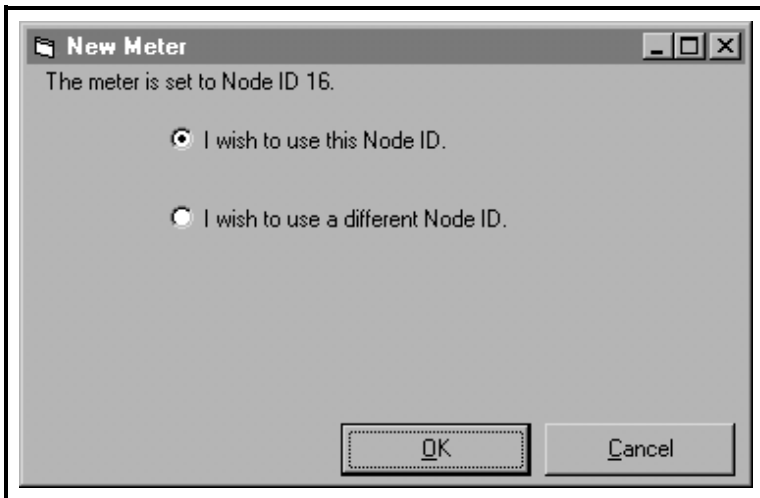 New Meter
The meter is set to Node ID 16.
I wish to use this Node ID.
I wish to use a different Node ID.
OK Cancel